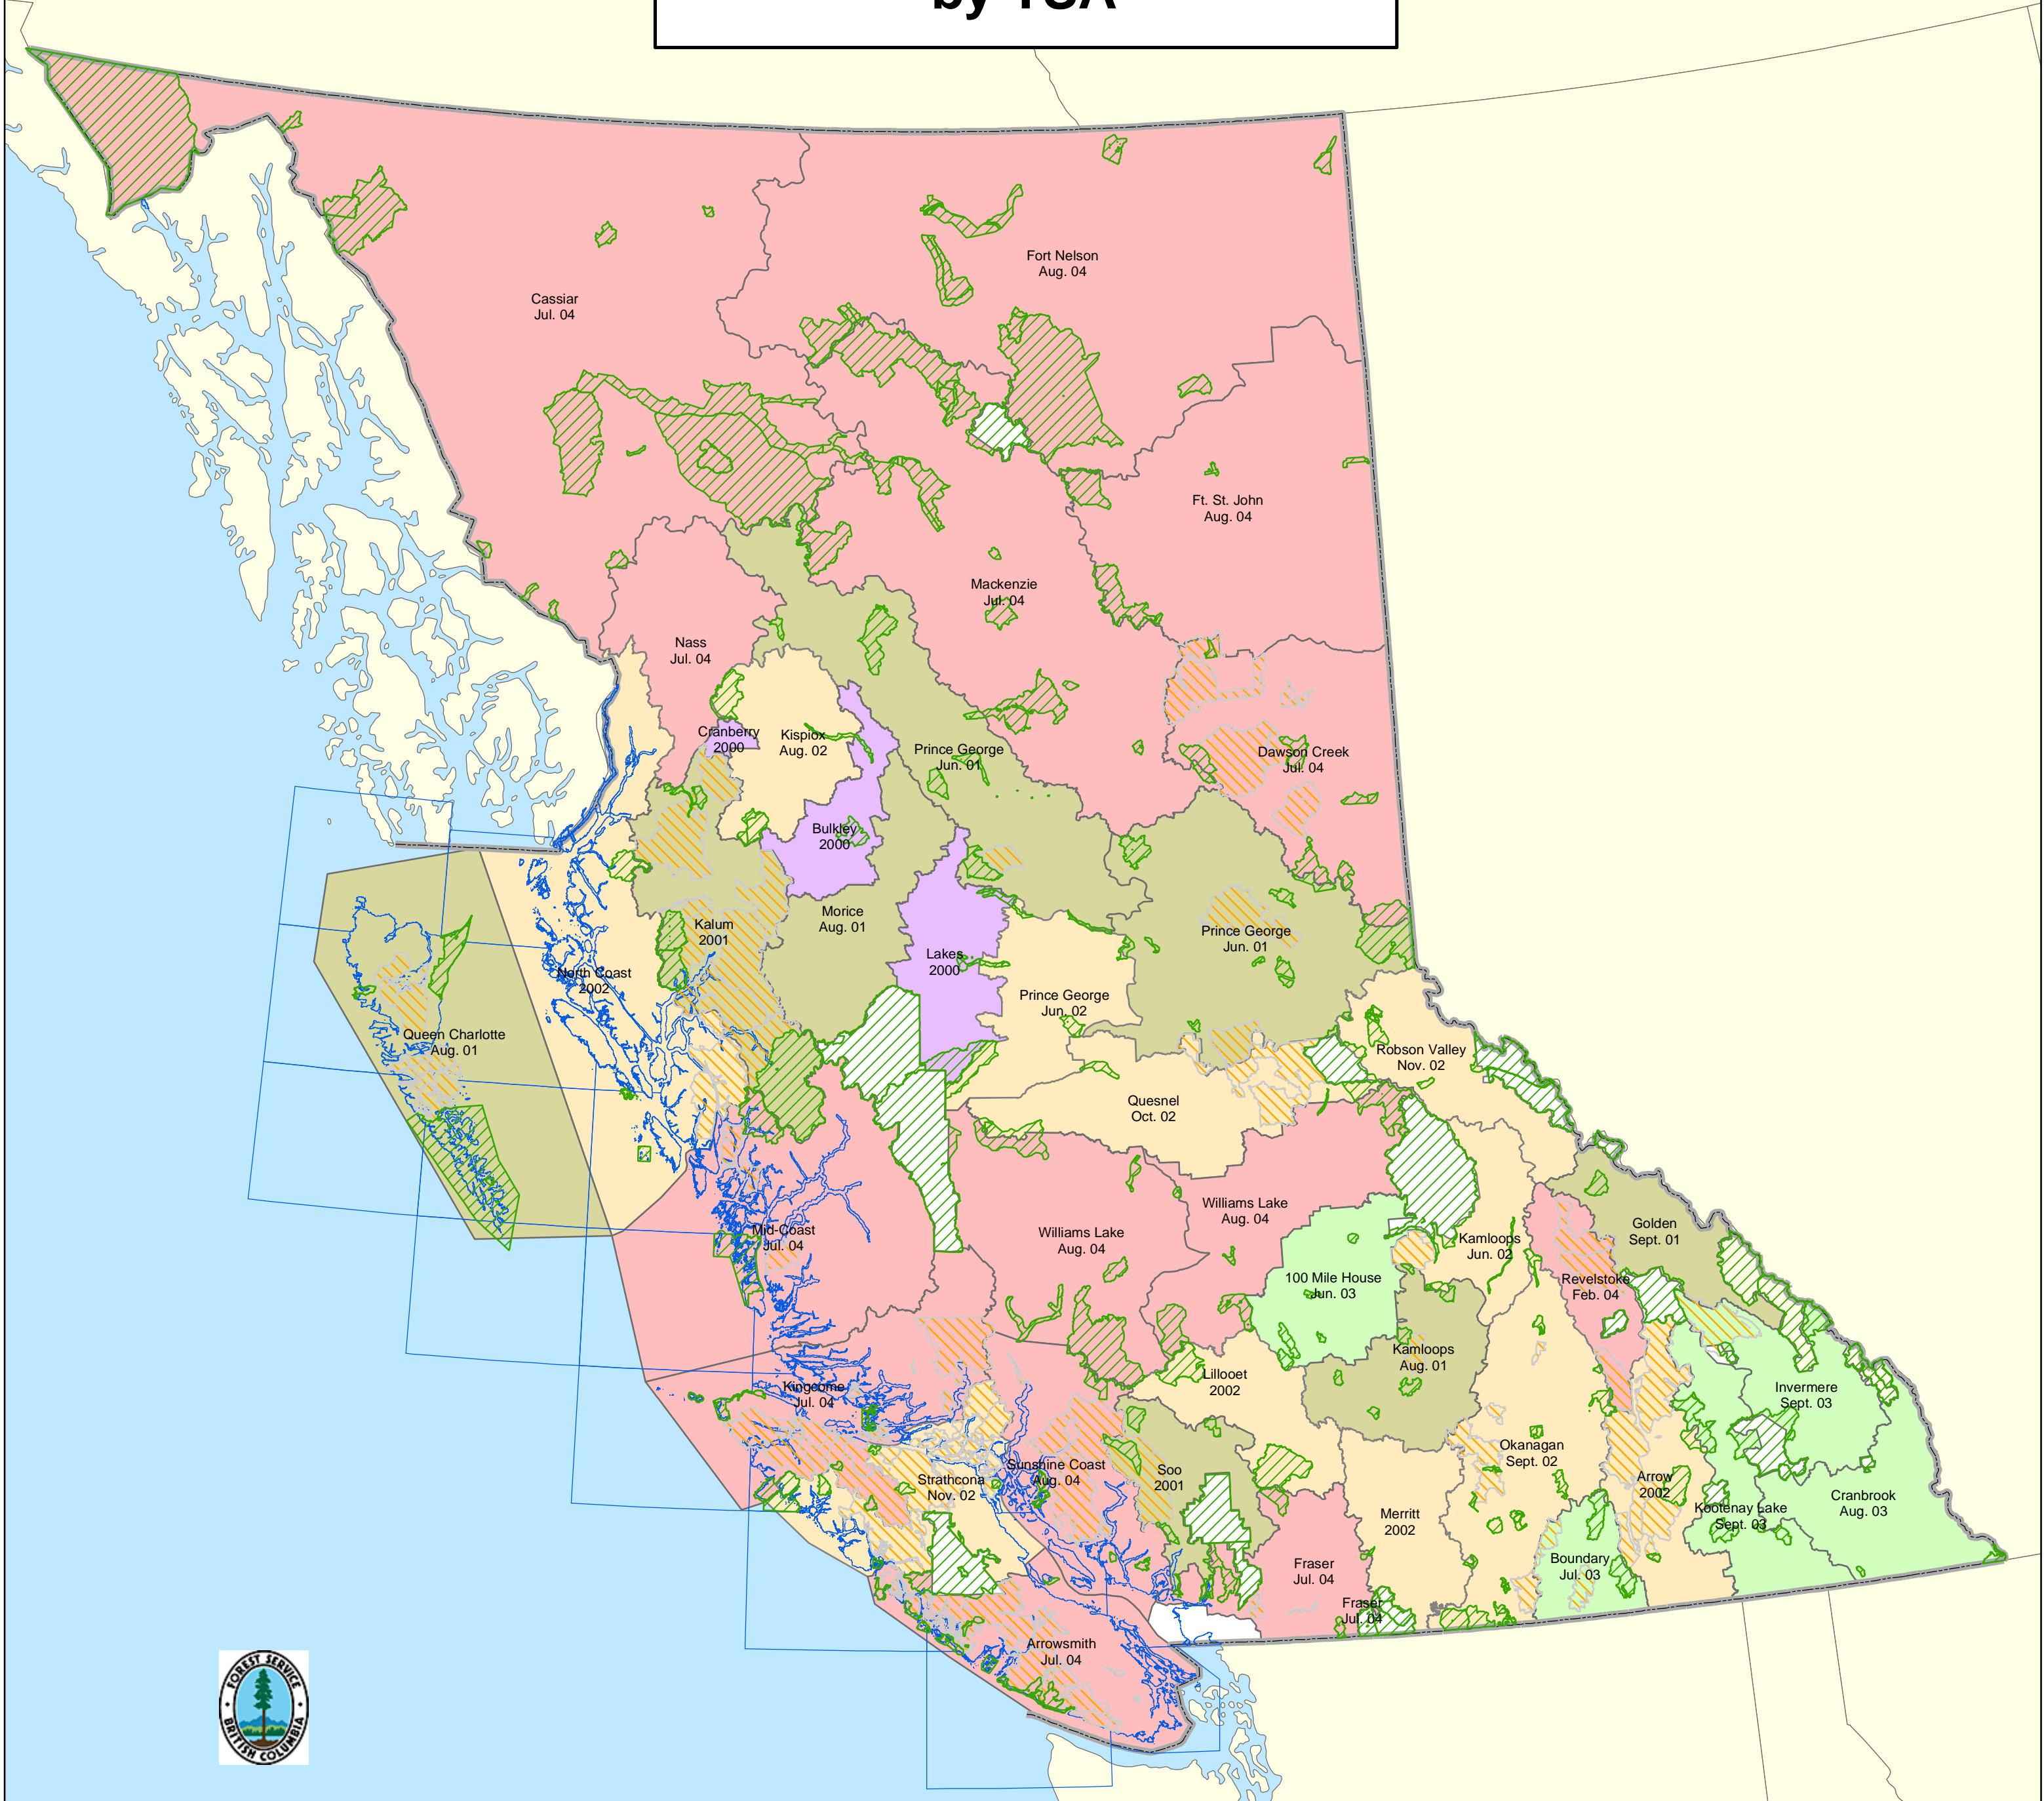 by TSA
Fort Nelson
Aug. 04
Cassiar
Jul. 04
Ft. St. John
Aug. 04
Mackenzie
Jul. 04
Nass
Jul. 04
Cranberry
2000
Kispiox
Aug. 02
Prince George
Jun. 01
Dawson Creek
Jul. 04
Bulkley
2000
Morice
Aug. 01
Kalum
2001
Prince George
Jun. 01
Lakes
2000
North Coast
2002
Prince George
Jun. 02
Queen Charlotte
Aug. 01
Robson Valley
Nov. 02
Quesnel
Oct. 02
Williams Lake
Aug. 04
Williams Lake
Aug. 04
Mid-Coast
Jul. 04
Kamloops
Jun. 02
Golden
Sept. 01
100 Mile House
Jun. 03
Revelstoke
Feb. 04
Kamloops
Aug. 01
Lillooet
2002
Kingcome
Jul. 04
Invermere
Sept. 03
Okanagan
Sept. 02
Strathcona
Nov. 02
Sunshine Coast
Aug. 04
Soo
2001
Arrow
2002
Cranbrook
Aug. 03
Kootenay Lake
Sept. 03
Merritt
2002
Boundary
Jul. 03
Fraser
Jul. 04
Fraser
Jul. 04
Arrowsmith
Jul. 04
FOREST SERVICE
BRITISH COLUMBIA